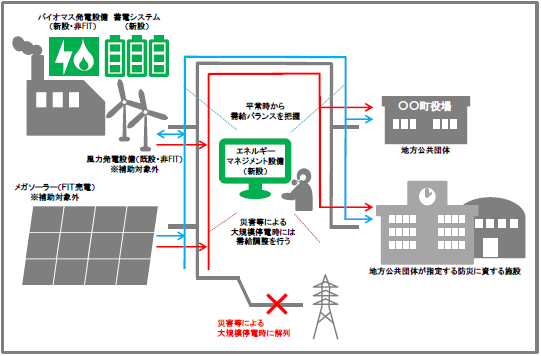 バイオマス発電設備
(新設・非FIT)
蓄電システム
(新設)
風力発電設備(既設・非FIT)
※補助対象外
メガソーラー(FIT売電)
※補助対象外
平常時から
需給バランスを把握
エネルギー
マネジメント設備
(新設)
災害等による
大規模停電時には
需給調整を行う
災害等による
大規模停電時に解列
〇〇町役場
地方公共団体
地方公共団体が指定する防災に資する施設